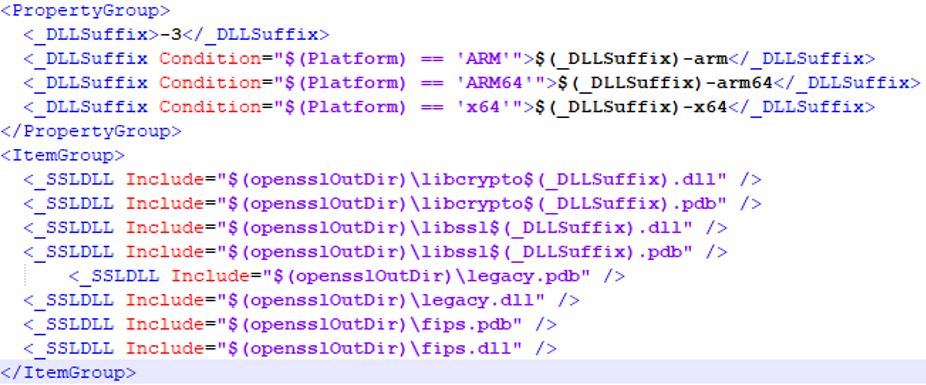 <PropertyGroup>
  <_DLLSuffix>-3</_DLLSuffix>
  <_DLLSuffix Condition="$(Platform) == 'ARM'">$(_DLLSuffix)-arm</_DLLSuffix>
  <_DLLSuffix Condition="$(Platform) == 'ARM64'">$(_DLLSuffix)-arm64</_DLLSuffix>
  <_DLLSuffix Condition="$(Platform) == 'x64'">$(_DLLSuffix)-x64</_DLLSuffix>
</PropertyGroup>
<ItemGroup>
  <_SSLDLL Include="$(opensslOutDir)\libcrypto$(_DLLSuffix).dll" />
  <_SSLDLL Include="$(opensslOutDir)\libcrypto$(_DLLSuffix).pdb" />
  <_SSLDLL Include="$(opensslOutDir)\libssl$(_DLLSuffix).dll" />
  <_SSLDLL Include="$(opensslOutDir)\libssl$(_DLLSuffix).pdb" />
      <_SSLDLL Include="$(opensslOutDir)\legacy.pdb" />
  <_SSLDLL Include="$(opensslOutDir)\legacy.dll" />
  <_SSLDLL Include="$(opensslOutDir)\fips.pdb" />
  <_SSLDLL Include="$(opensslOutDir)\fips.dll" />
</ItemGroup>